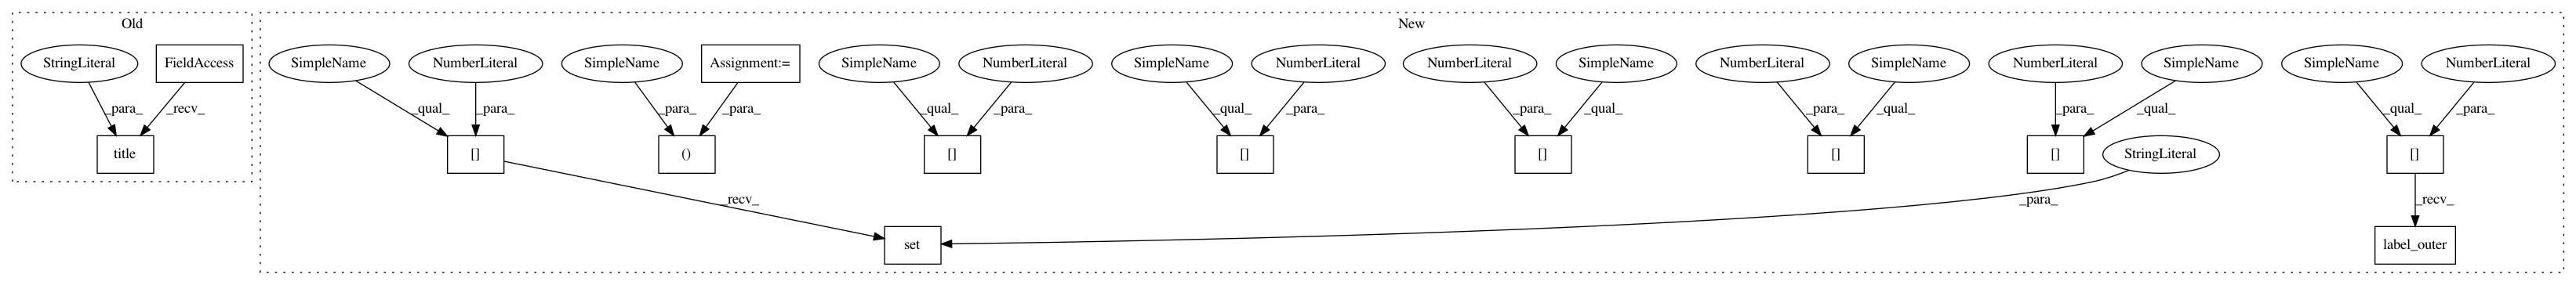 Old
New
StringLiteral
FieldAccess
SimpleName
NumberLiteral
SimpleName
Assignment:=
SimpleName
NumberLiteral
SimpleName
NumberLiteral
NumberLiteral
SimpleName
NumberLiteral
SimpleName
NumberLiteral
SimpleName
SimpleName
NumberLiteral
_para_
_recv_
_qual_
_para_
_para_
_para_
_qual_
_para_
_qual_
_para_
_para_
_qual_
_para_
_qual_
_para_
_qual_
_qual_
_para_
title
[]
()
[]
[]
[]
[]
[]
StringLiteral
[]
_recv_
_para_
_recv_
set
label_outer